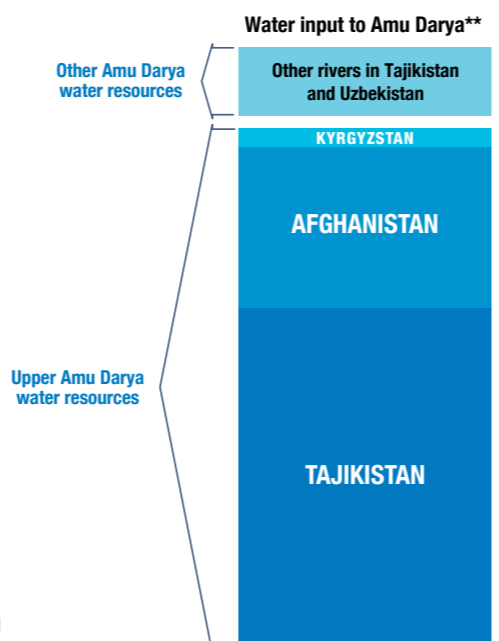 Water input to Amu Darya**
Other Amu Darya
water resources
Other rivers in Tajikistan
and Uzbekistan
KYRGYZSTAN
AFGHANISTAN
Upper Amu Darya
water resources
TAJIKISTAN